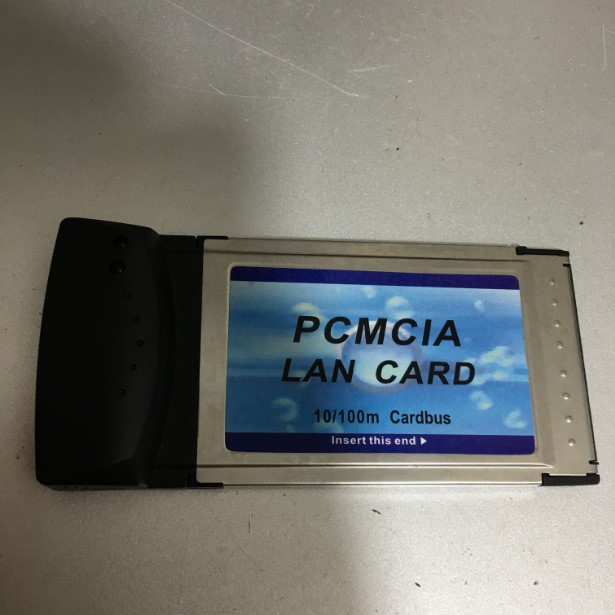 PCMCIA
LAN CARD
10/100m Cardbus
Insert this end ▶